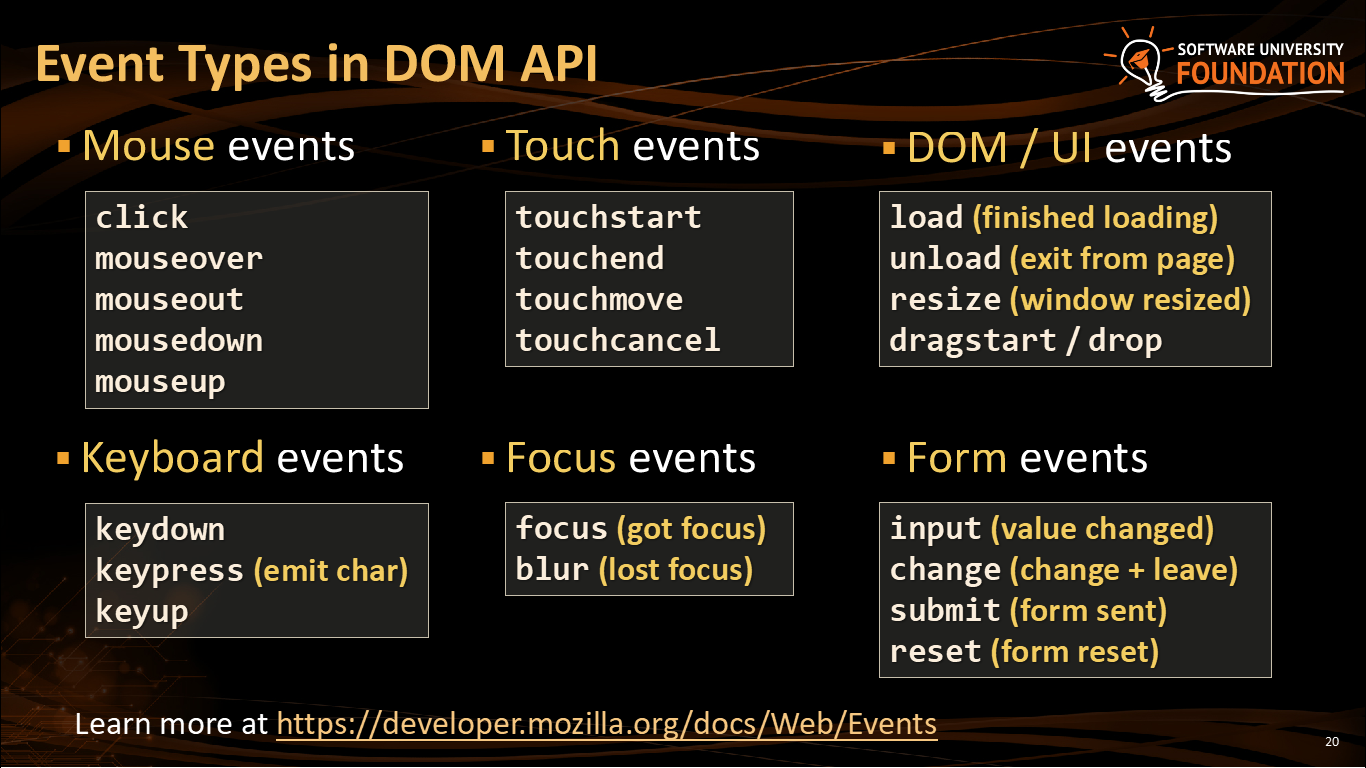 Event Types in DOM API
SOFTWARE UNIVERSITY
FOUNDATION
▪ Mouse events
click
mouseover
mouseout
mousedown
mouseup
▪ Touch events
touchstart
touchend
touchmove
touchcancel
▪ DOM / UI events
load (finished loading)
unload (exit from page)
resize (window resized)
dragstart / drop
▪ Keyboard events
keydown
keypress (emit char)
keyup
▪ Focus events
focus (got focus)
blur (lost focus)
▪ Form events
input (value changed)
change (change + leave)
submit (form sent)
reset (form reset)
Learn more at https://developer.mozilla.org/docs/Web/Events
20